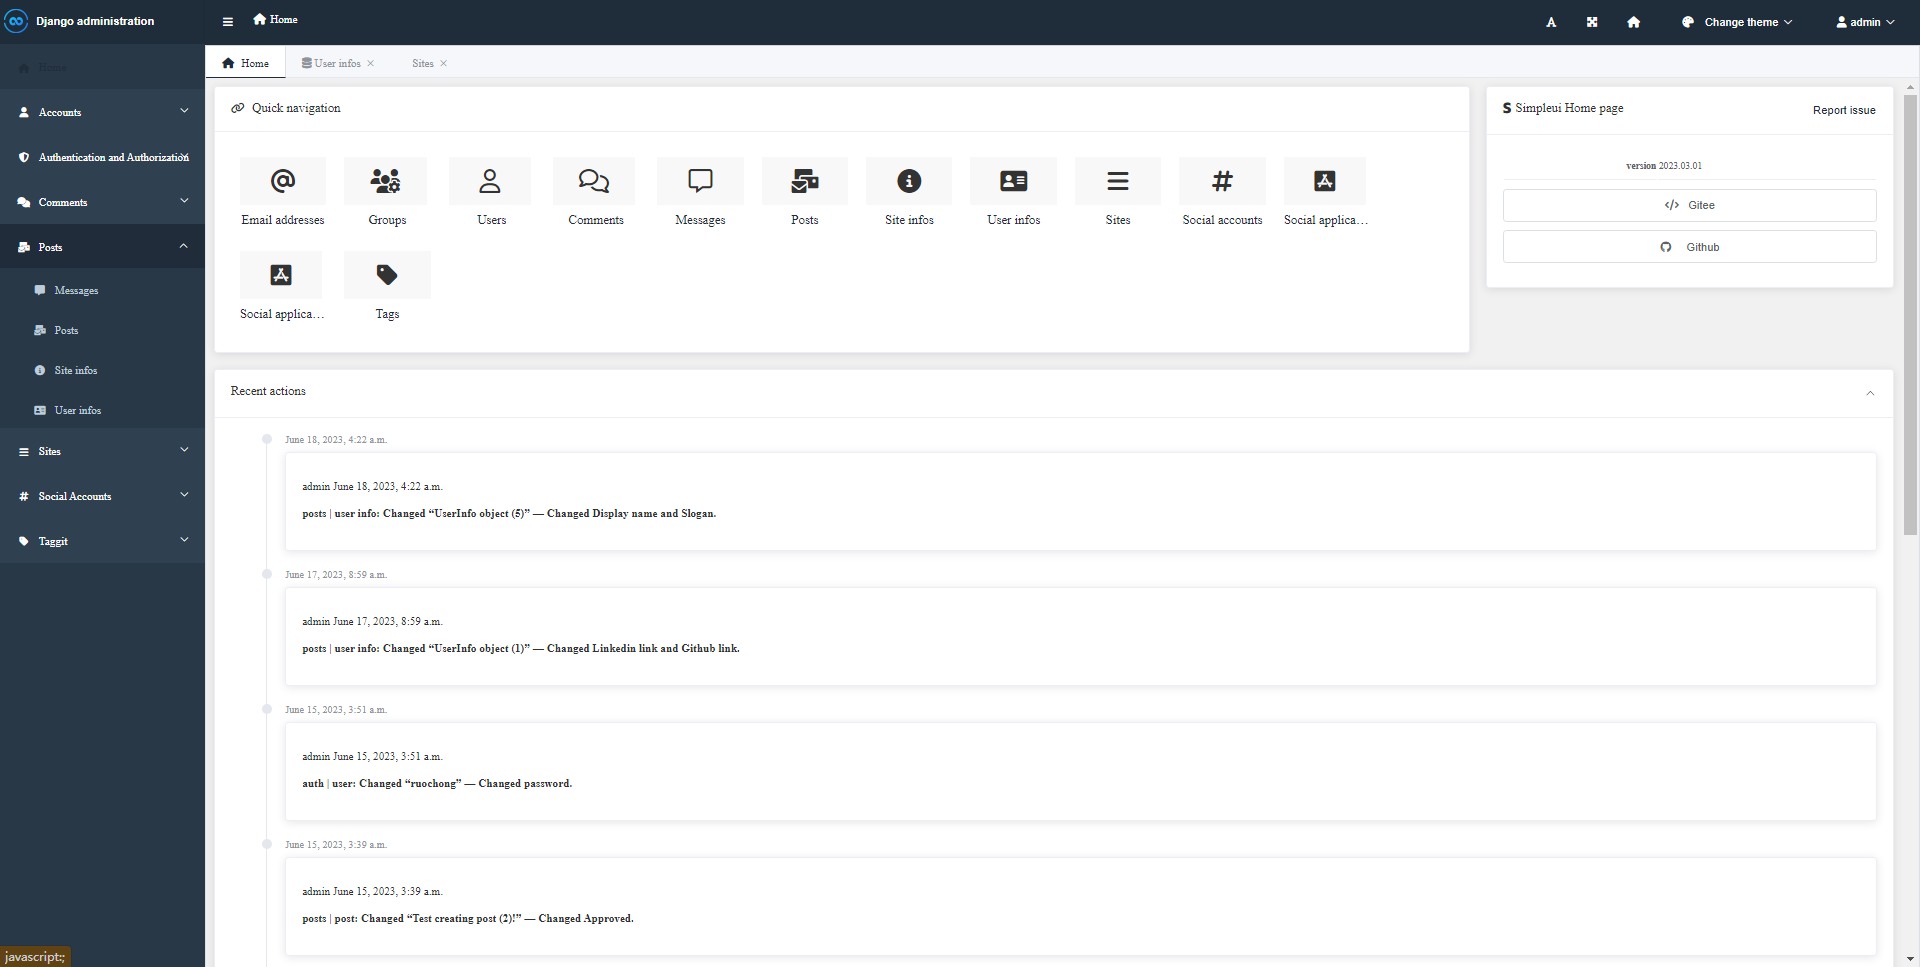 Django administration
Home
A
Change theme
admin
Home
Accounts
Authentication and Authorization
Comments
Posts
Messages
Posts
Site infos
User infos
Sites
Social Accounts
Taggit
javascript:;
Home
User infos
Sites
Quick navigation
Email addresses
Groups
Users
Comments
Messages
Posts
Site infos
User infos
Sites
Social accounts
Social applica…
Social applica…
Tags
Simpleui Home page
Report issue
version 2023.03.01
Gitee
Github
Recent actions
June 18, 2023, 4:22 a.m.
admin June 18, 2023, 4:22 a.m.
posts | user info: Changed “UserInfo object (5)” — Changed Display name and Slogan.
June 17, 2023, 8:59 a.m.
admin June 17, 2023, 8:59 a.m.
posts | user info: Changed “UserInfo object (1)” — Changed Linkedin link and Github link.
June 15, 2023, 3:51 a.m.
admin June 15, 2023, 3:51 a.m.
auth | user: Changed “ruochong” — Changed password.
June 15, 2023, 3:39 a.m.
admin June 15, 2023, 3:39 a.m.
posts | post: Changed “Test creating post (2)!” — Changed Approved.